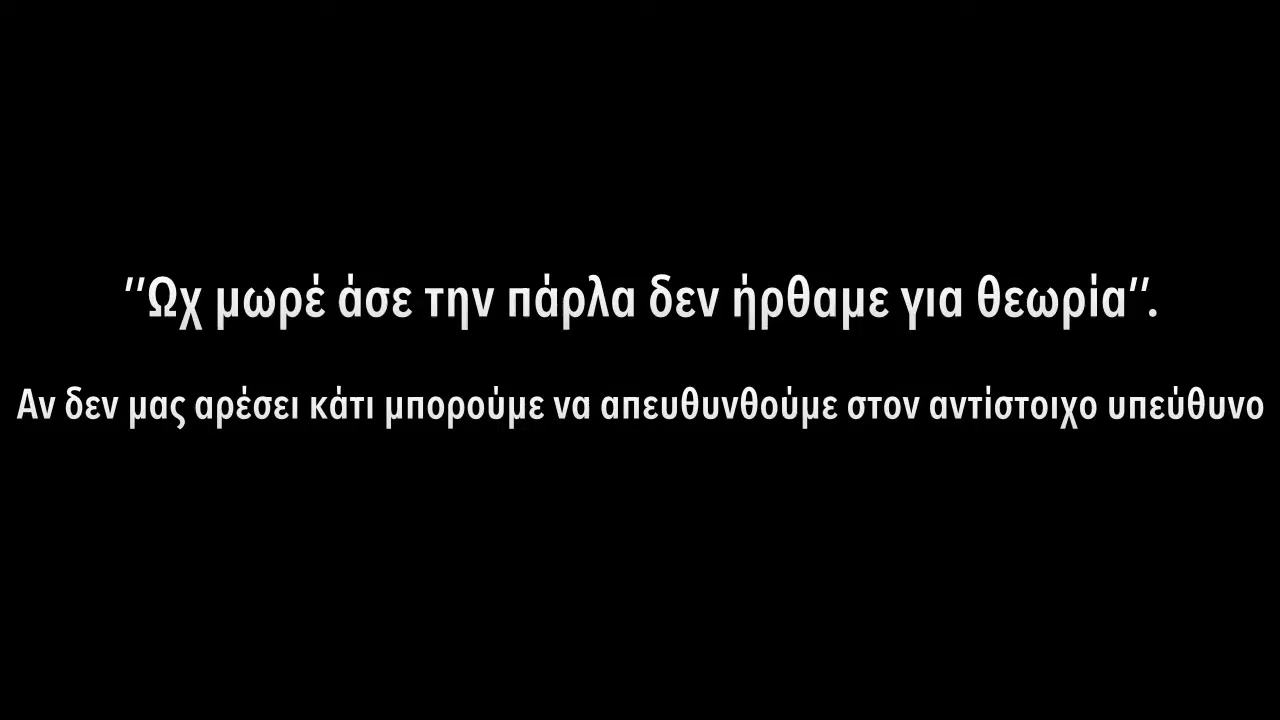 "Ωχ μωρέ άσε την πάρλα δεν ήρθαμε για θεωρία".
Αν δεν μας αρέσει κάτι μπορούμε να απευθυνθούμε στον αντίστοιχο υπεύθυνο